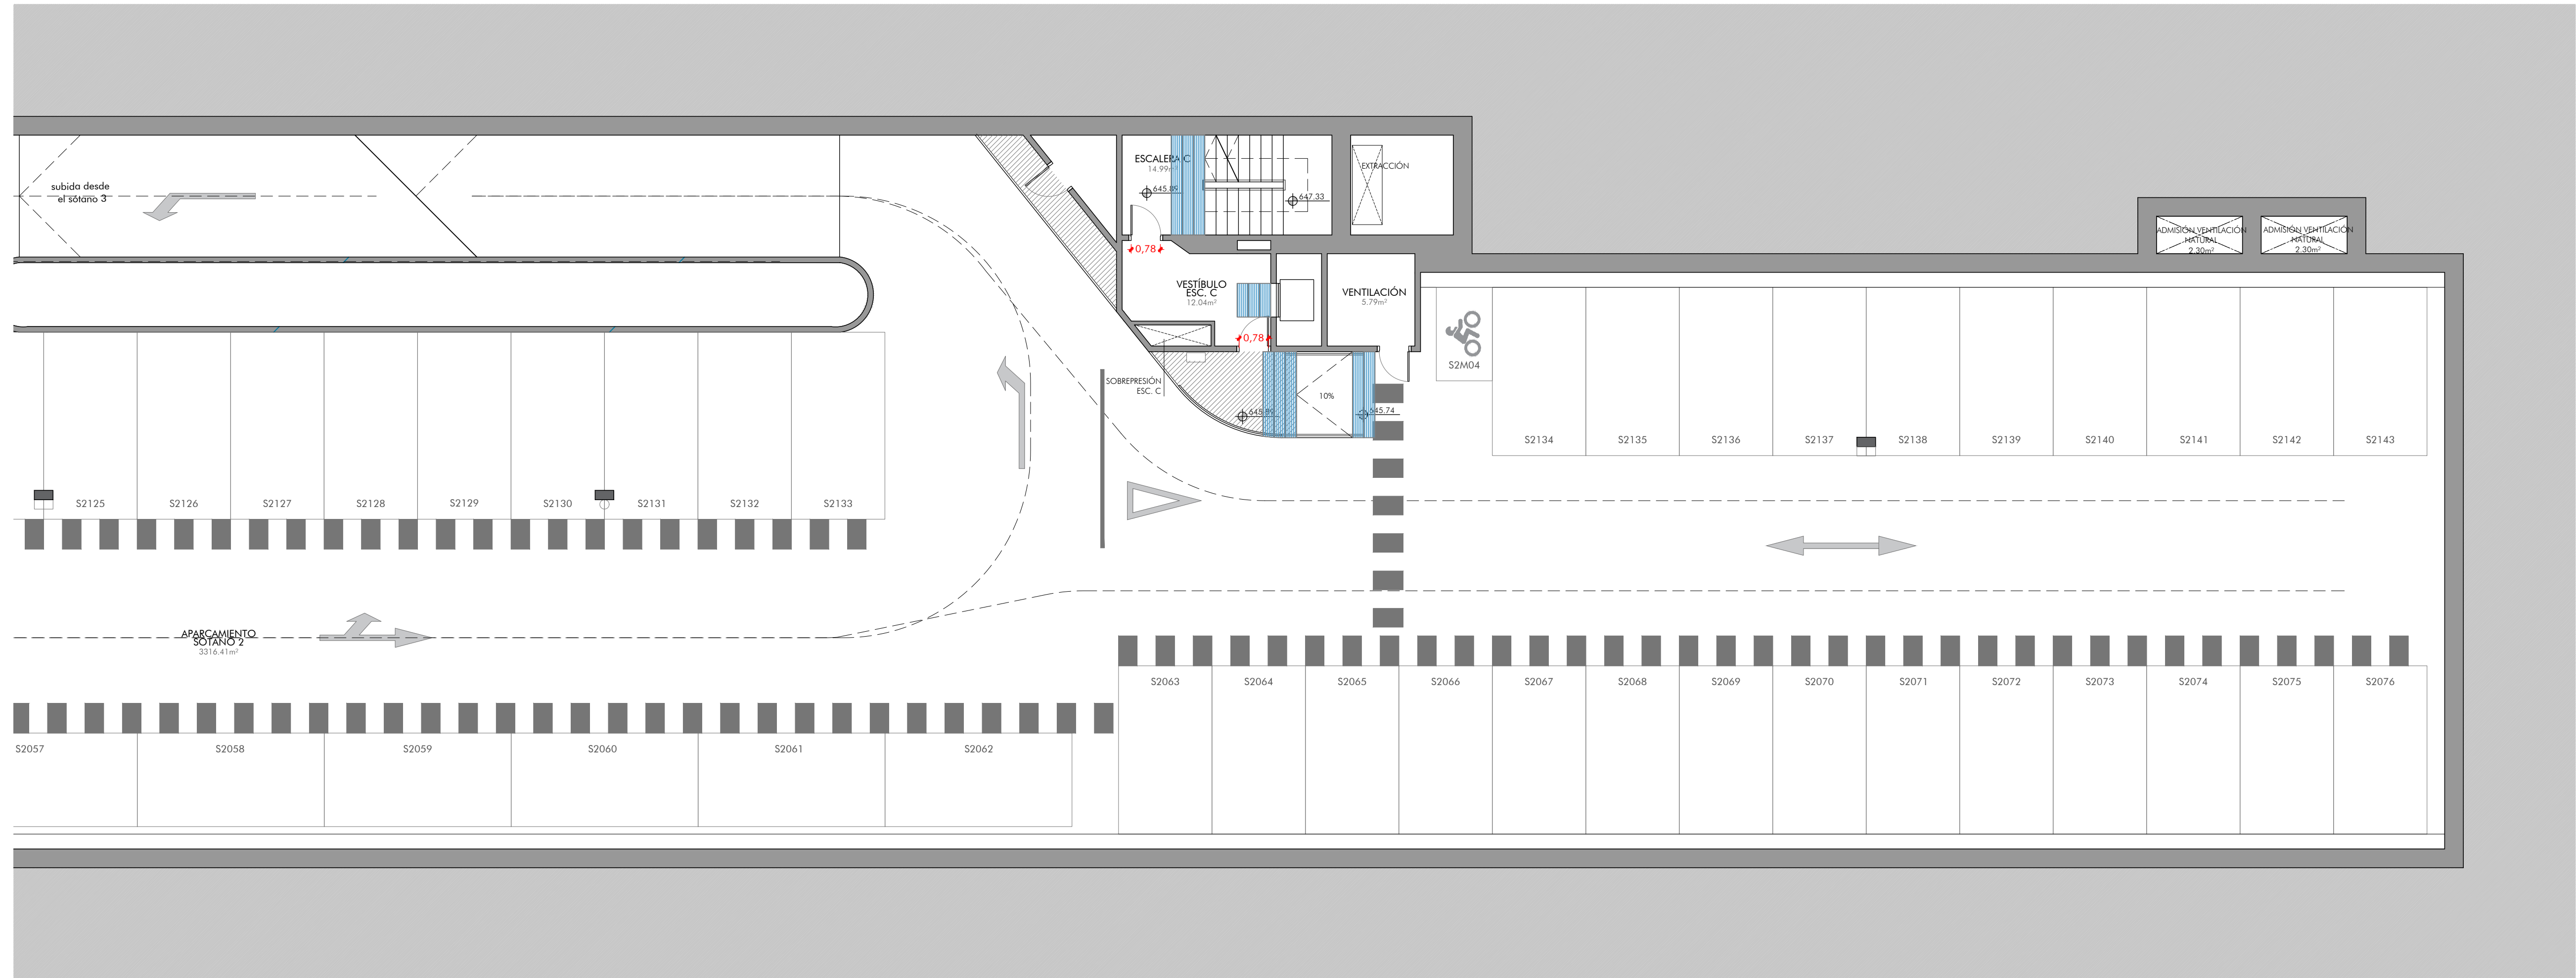 ESCALERA C
14.99m²
645.89
647.33
EXTRACCIÓN
subida desde
el sótano 3
0,78
VESTÍBULO
ESC. C
12.04m²
VENTILACIÓN
5.79m²
ADMISIÓN VENTILACIÓN
NATURAL
2.30m²
ADMISIÓN VENTILACIÓN
NATURAL
2.30m²
0,78
SOBREPRESIÓN
ESC. C
10%
645.89
645.74
S2M04
S2134
S2135
S2136
S2137
S2138
S2139
S2140
S2141
S2142
S2143
S2125
S2126
S2127
S2128
S2129
S2130
S2131
S2132
S2133
APARCAMIENTO
SÓTANO 2
3316.41m²
S2063
S2064
S2065
S2066
S2067
S2068
S2069
S2070
S2071
S2072
S2073
S2074
S2075
S2076
S2057
S2058
S2059
S2060
S2061
S2062